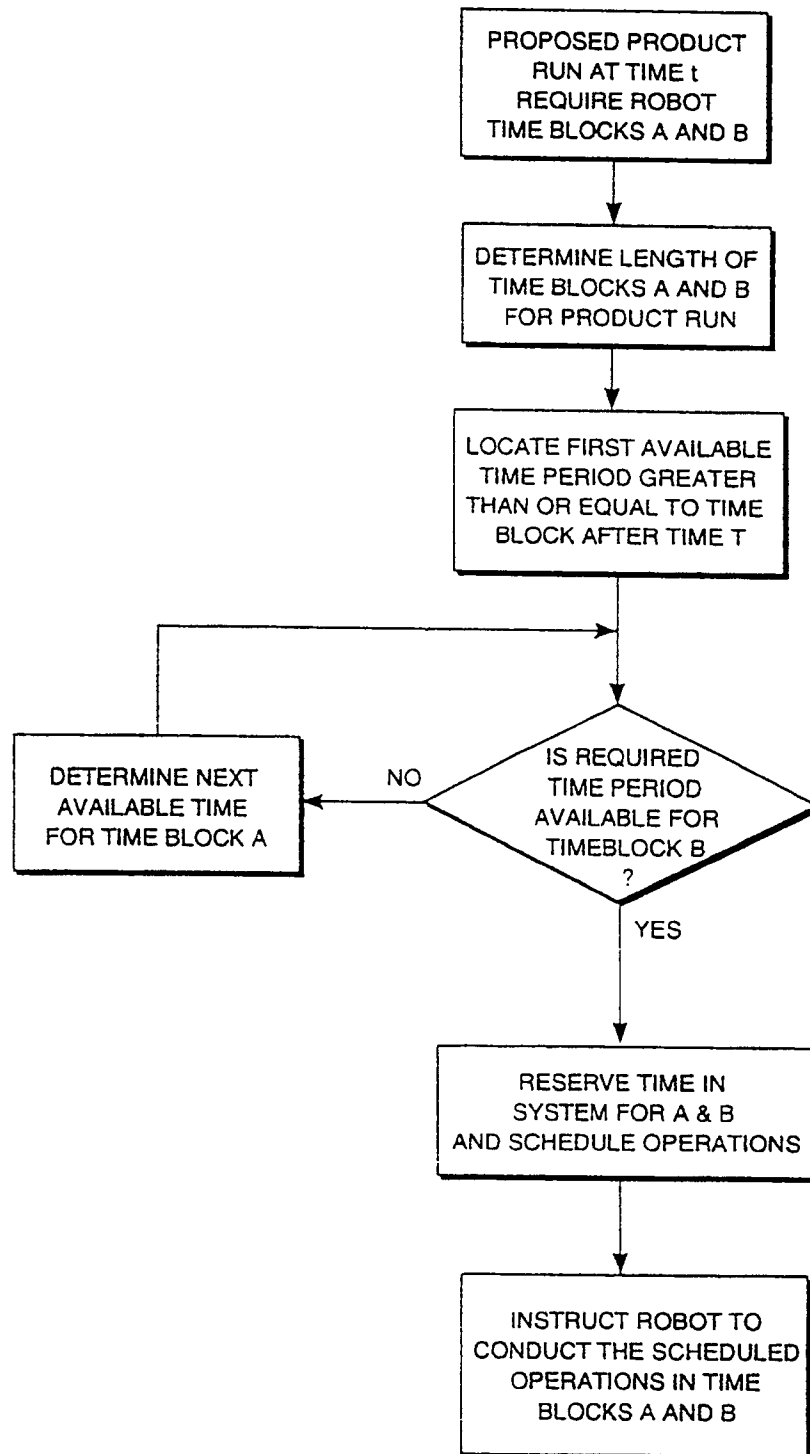 PROPOSED PRODUCT
RUN AT TIME t
REQUIRE ROBOT
TIME BLOCKS A AND B
DETERMINE LENGTH OF
TIME BLOCKS A AND B
FOR PRODUCT RUN
LOCATE FIRST AVAILABLE
TIME PERIOD GREATER
THAN OR EQUAL TO TIME
BLOCK AFTER TIME T
IS REQUIRED
TIME PERIOD
AVAILABLE FOR
TIMEBLOCK B
?
NO
DETERMINE NEXT
AVAILABLE TIME
FOR TIME BLOCK A
YES
RESERVE TIME IN
SYSTEM FOR A & B
AND SCHEDULE OPERATIONS
INSTRUCT ROBOT TO
CONDUCT THE SCHEDULED
OPERATIONS IN TIME
BLOCKS A AND B